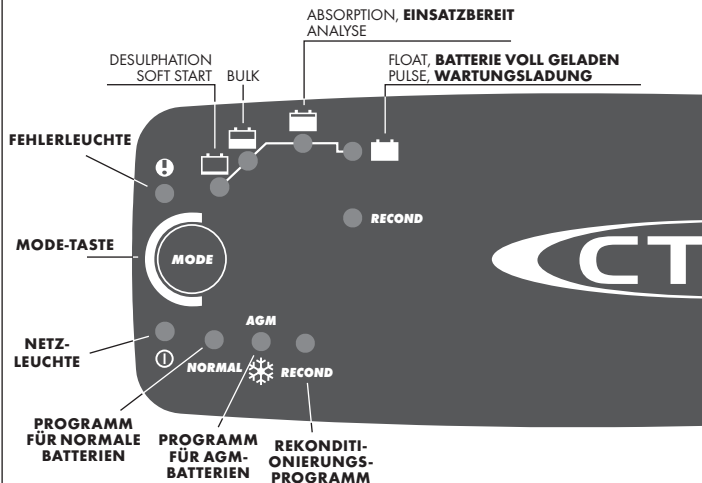 ABSORPTION, EINSATZBEREIT
ANALYSE
DESULPHATION
SOFT START
BULK
FLOAT, BATTERIE VOLL GELADEN
PULSE, WARTUNGSLADUNG
FEHLERLEUCHTE
RECOND
MODE-TASTE
MODE
CT
AGM
NETZ-
LEUCHTE
NORMAL
RECOND
PROGRAMM
FÜR NORMALE
BATTERIEN
PROGRAMM
FÜR AGM-
BATTERIEN
REKONDITI-
ONIERUNGS-
PROGRAMM